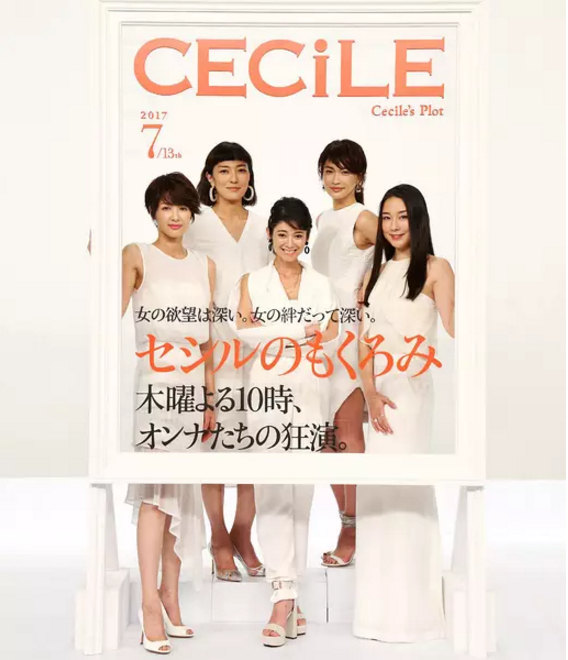 CECiLE
Cecile's Plot
2017
7/13th
女の欲望は深い。女の絆だって深い。
セシルのもくろみ
木曜よる10時、
オンナたちの狂演。